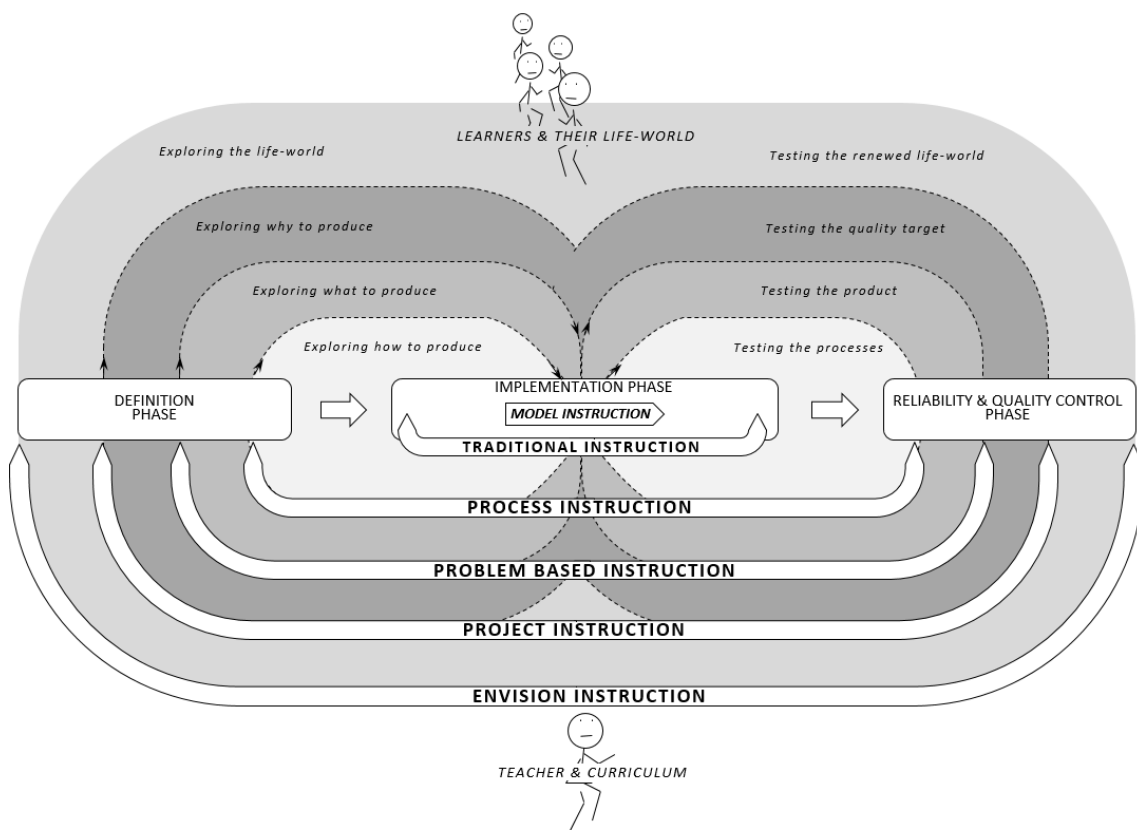 LEARNERS & THEIR LIFE-WORLD
Exploring the life-world
Testing the renewed life-world
Exploring why to produce
Testing the quality target
Exploring what to produce
Testing the product
Exploring how to produce
Testing the processes
DEFINITION
PHASE
IMPLEMENTATION PHASE
MODEL INSTRUCTION
RELIABILITY & QUALITY CONTROL
PHASE
TRADITIONAL INSTRUCTION
PROCESS INSTRUCTION
PROBLEM BASED INSTRUCTION
PROJECT INSTRUCTION
ENVISION INSTRUCTION
TEACHER & CURRICULUM